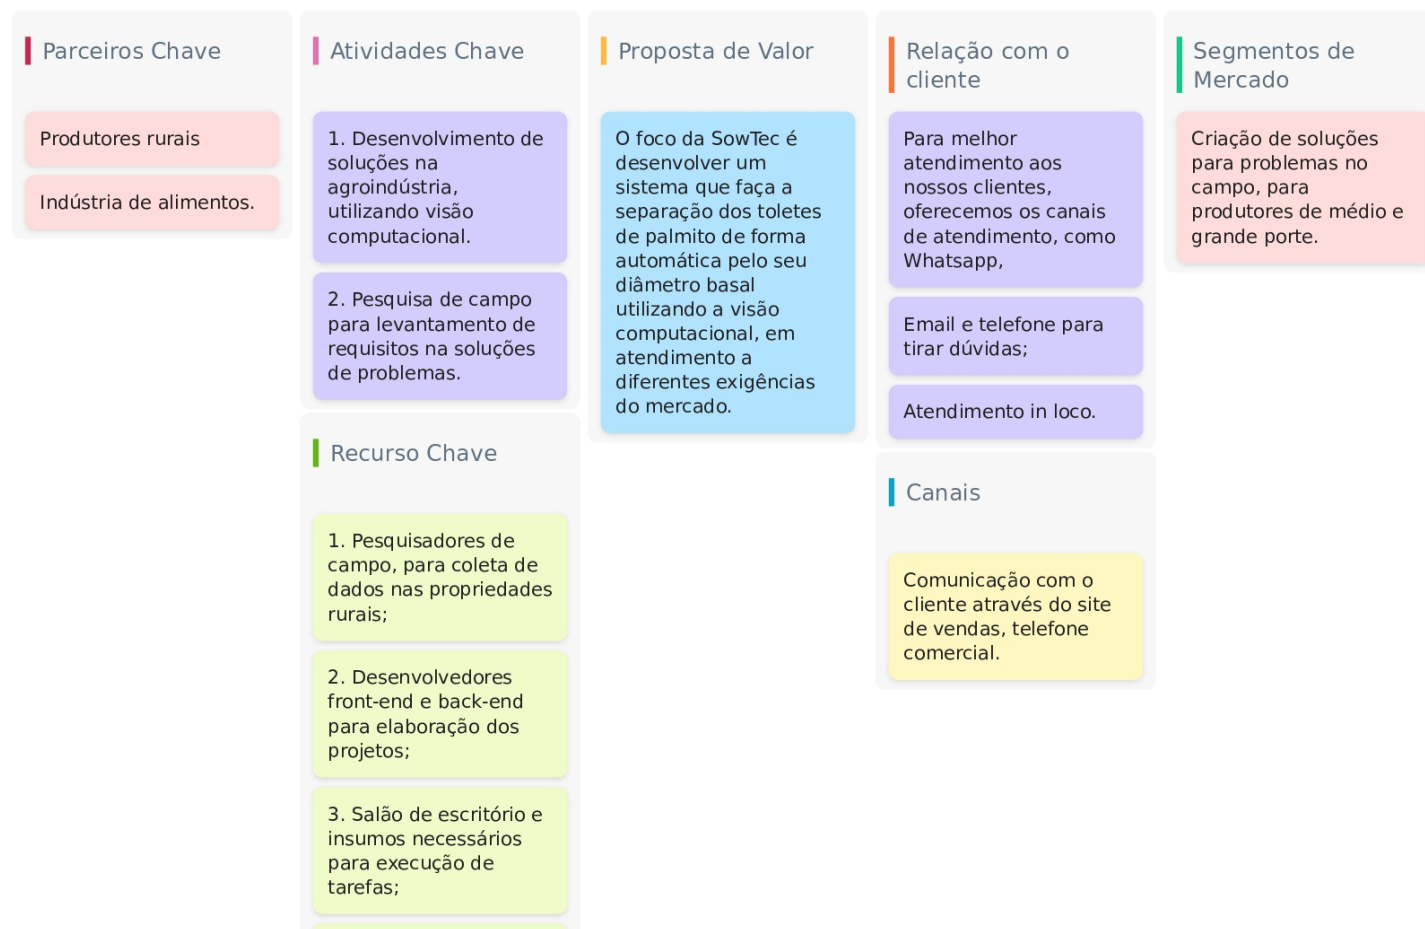 Parceiros Chave
Produtores rurais
Indústria de alimentos.
Atividades Chave
1. Desenvolvimento de
soluções na
agroindústria,
utilizando visão
computacional.
2. Pesquisa de campo
para levantamento de
requisitos na soluções
de problemas.
Recurso Chave
1. Pesquisadores de
campo, para coleta de
dados nas propriedades
rurais;
2. Desenvolvedores
front-end e back-end
para elaboração dos
projetos;
3. Salão de escritório e
insumos necessários
para execução de
tarefas;
Proposta de Valor
O foco da SowTec é
desenvolver um
sistema que faça a
separação dos toletes
de palmito de forma
automática pelo seu
diâmetro basal
utilizando a visão
computacional, em
atendimento a
diferentes exigências
do mercado.
Relação com o
cliente
Para melhor
atendimento aos
nossos clientes,
oferecemos os canais
de atendimento, como
Whatsapp,
Email e telefone para
tirar dúvidas;
Atendimento in loco.
Canais
Comunicação com o
cliente através do site
de vendas, telefone
comercial.
Segmentos de
Mercado
Criação de soluções
para problemas no
campo, para
produtores de médio e
grande porte.